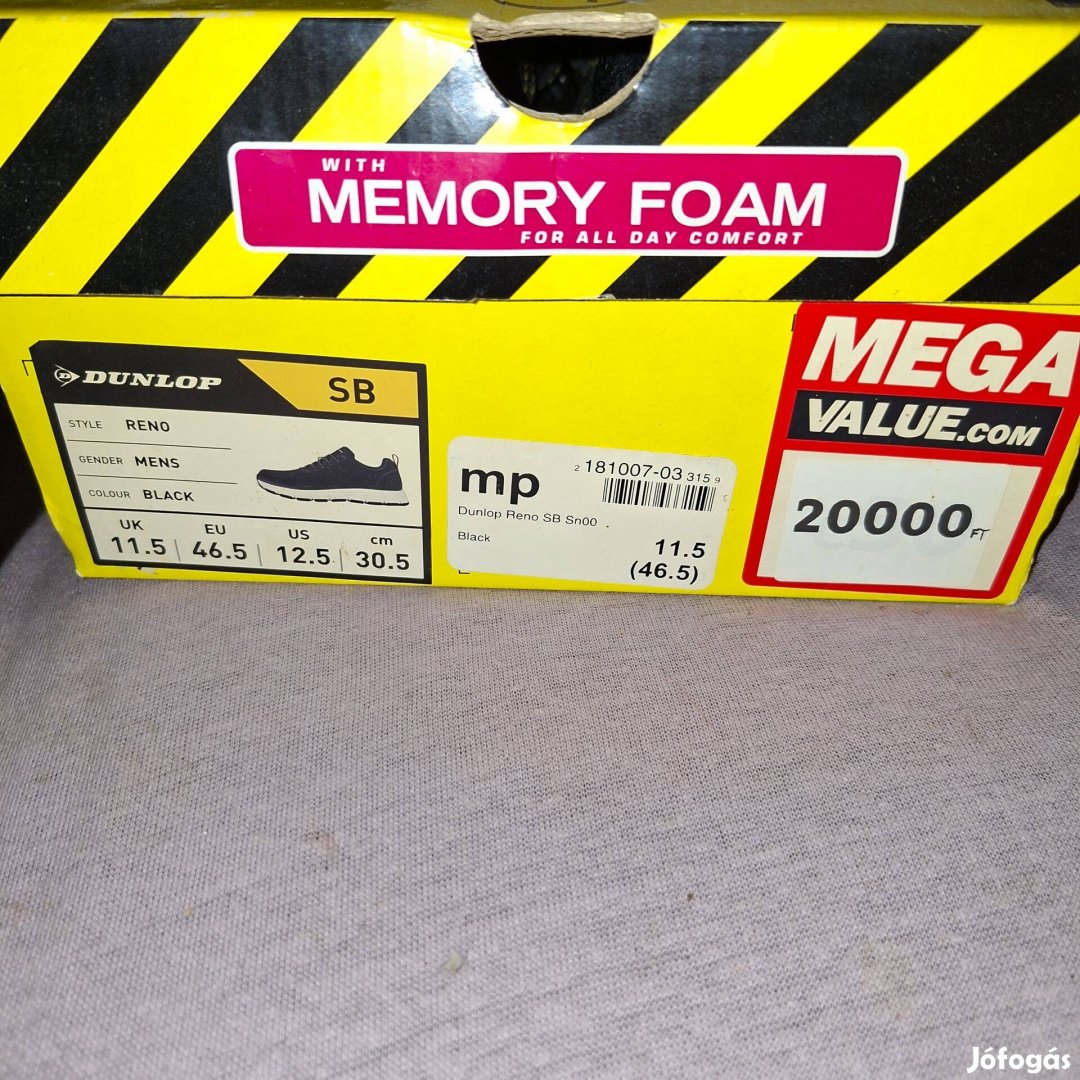 WITH
MEMORY FOAM
FOR ALL DAY COMFORT
DUNLOP
SB
STYLE RENO
GENDER MENS
COLOUR BLACK
UK EU US cm
11.5 46.5 12.5 30.5
mp
2 181007-03 315 9
Dunlop Reno SB Sn00
Black
11.5
(46.5)
MEGA
VALUE.COM
20000 FT
Jófogás